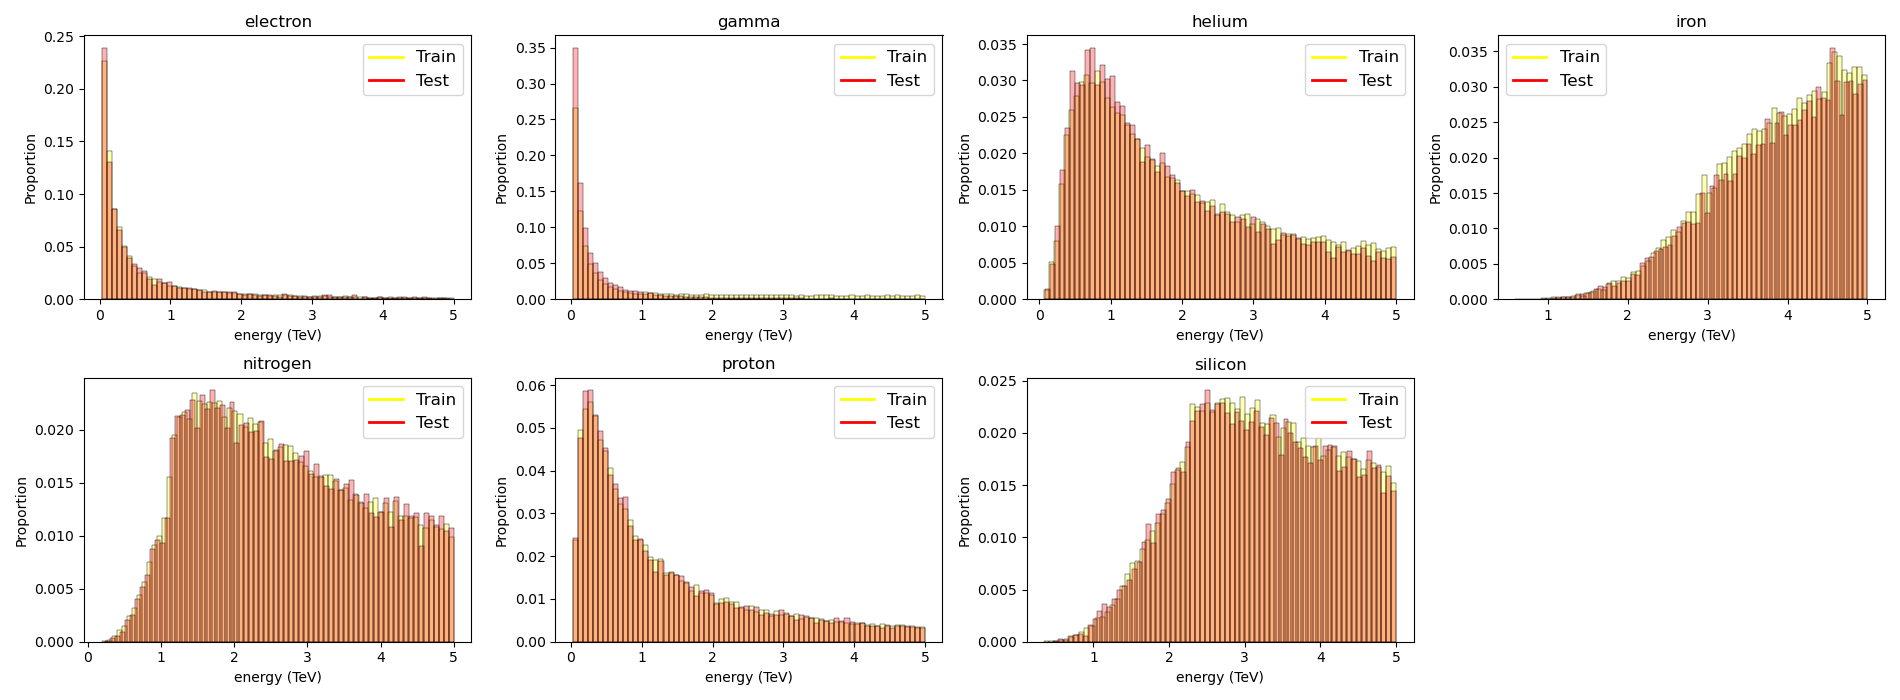 electron
0.25
0.20
0.15
0.10
0.05
0.00
Proportion
0 1 2 3 4 5
energy (TeV)
Train
Test
gamma
0.35
0.30
0.25
0.20
0.15
0.10
0.05
0.00
Proportion
0 1 2 3 4 5
energy (TeV)
Train
Test
helium
0.035
0.030
0.025
0.020
0.015
0.010
0.005
0.000
Proportion
0 1 2 3 4 5
energy (TeV)
Train
Test
iron
0.035
0.030
0.025
0.020
0.015
0.010
0.005
0.000
Proportion
1 2 3 4 5
energy (TeV)
Train
Test
nitrogen
0.020
0.015
0.010
0.005
0.000
Proportion
0 1 2 3 4 5
energy (TeV)
Train
Test
proton
0.06
0.05
0.04
0.03
0.02
0.01
0.00
Proportion
0 1 2 3 4 5
energy (TeV)
Train
Test
silicon
0.025
0.020
0.015
0.010
0.005
0.000
Proportion
1 2 3 4 5
energy (TeV)
Train
Test